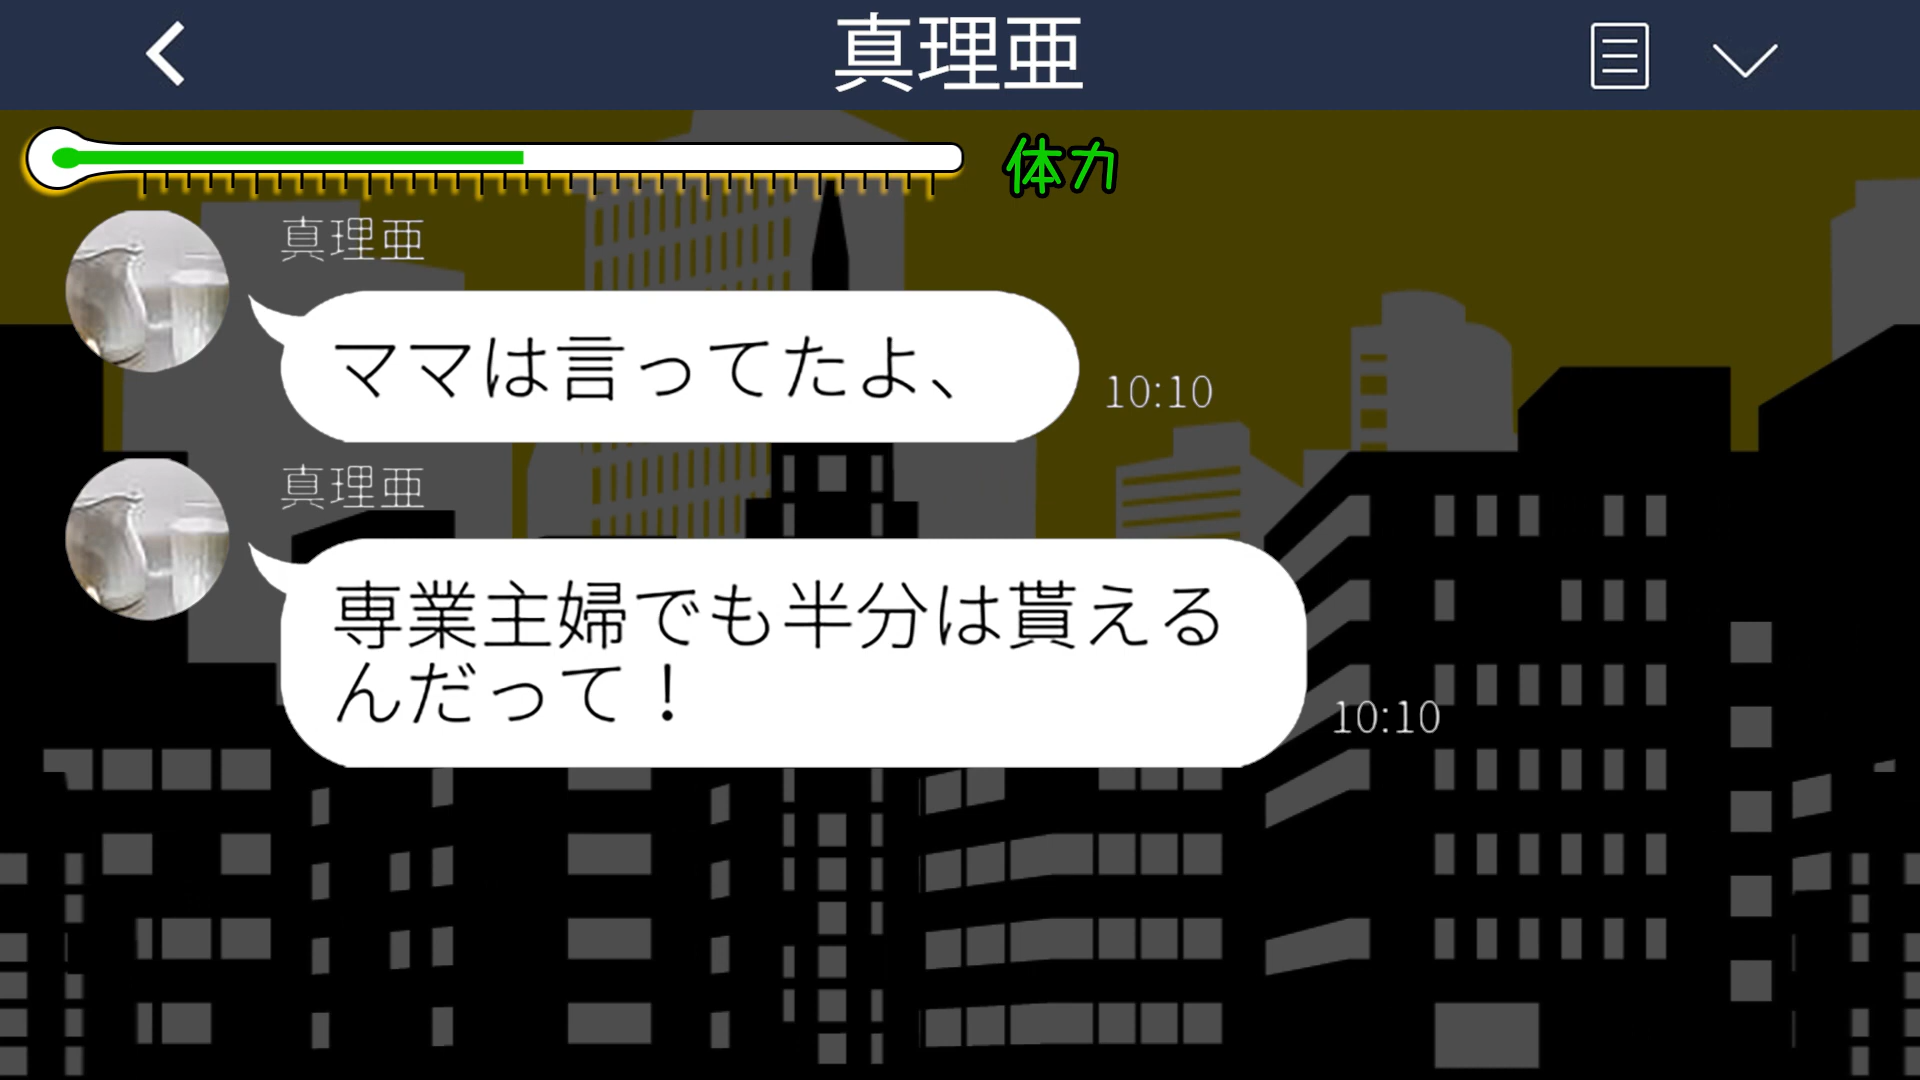 真理亜
体力
真理亜
ママは言ってたよ、
10:10
真理亜
専業主婦でも半分は貰える
んだって！
10:10